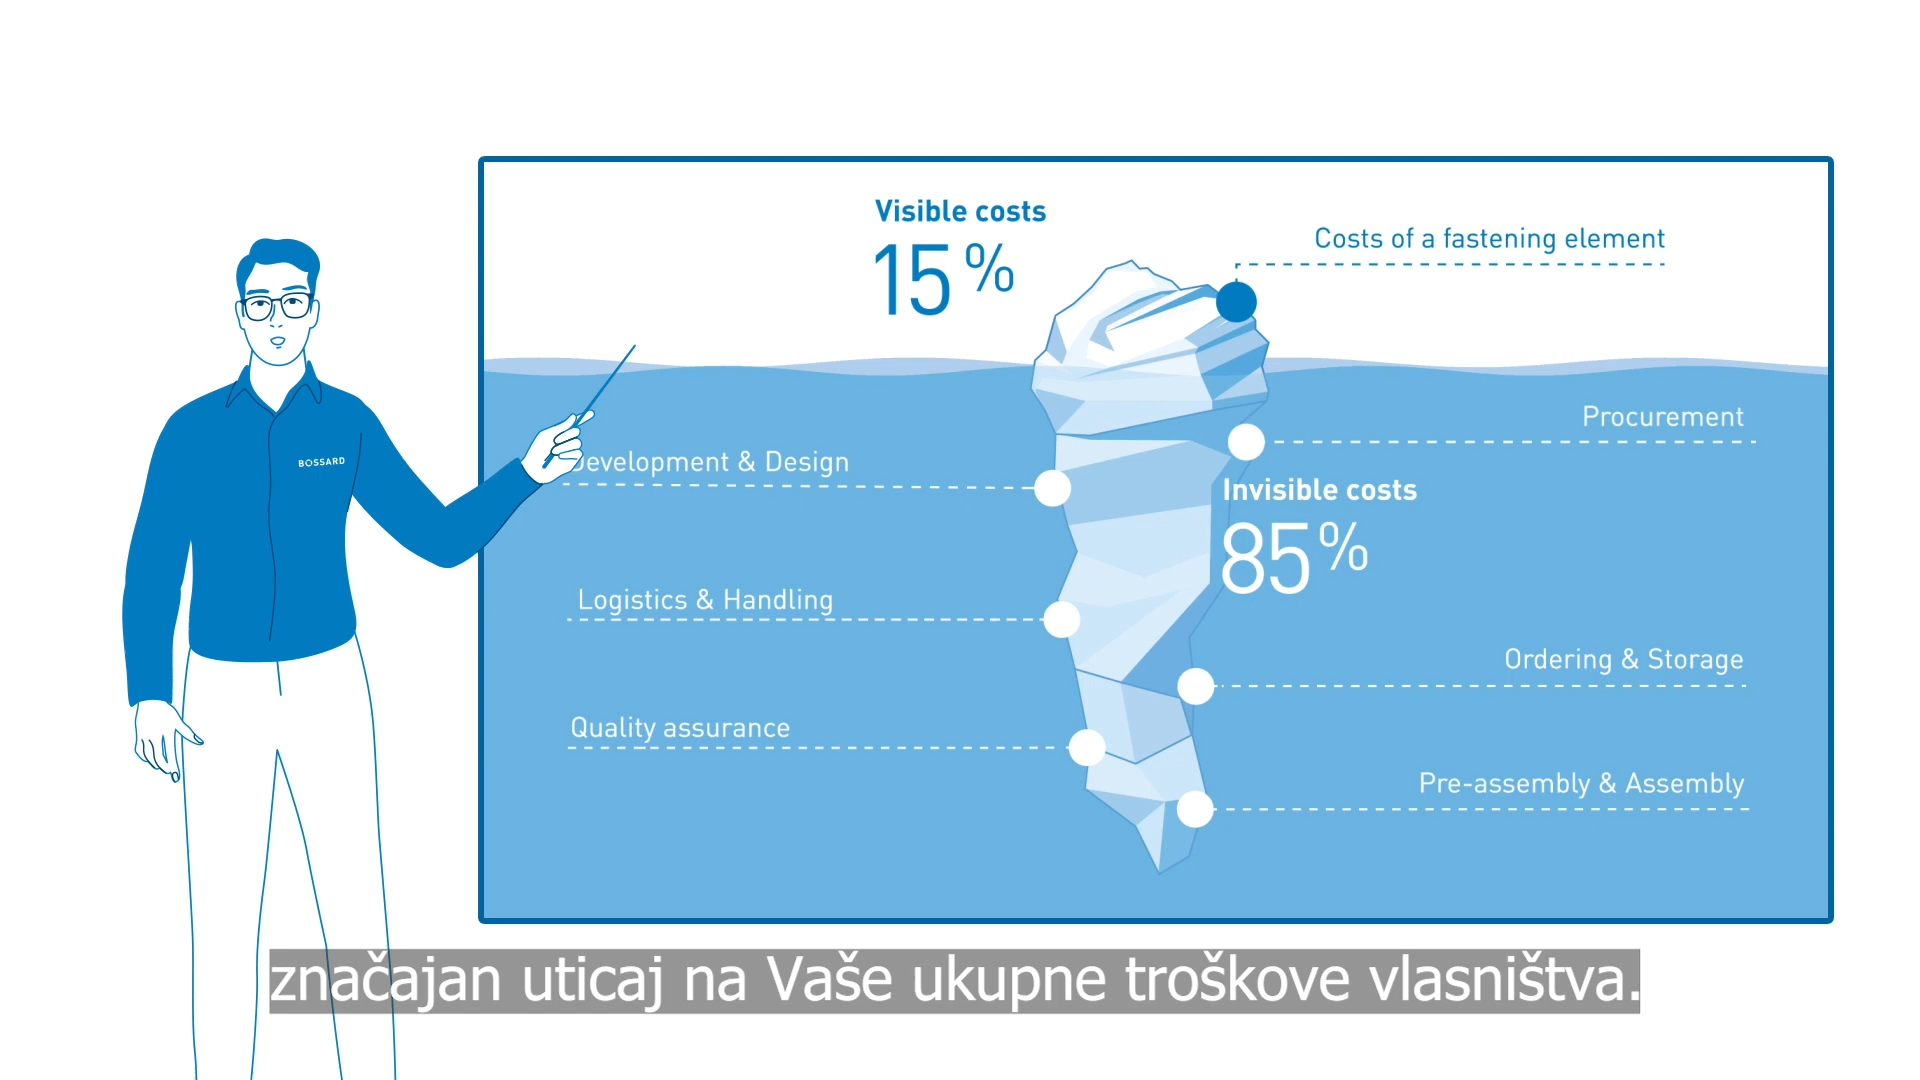 Visible costs
15 %
Costs of a fastening element
Procurement
Development & Design
BOSSARD
Invisible costs
85 %
Logistics & Handling
Ordering & Storage
Quality assurance
Pre-assembly & Assembly
značajan uticaj na Vaše ukupne troškove vlasništva.